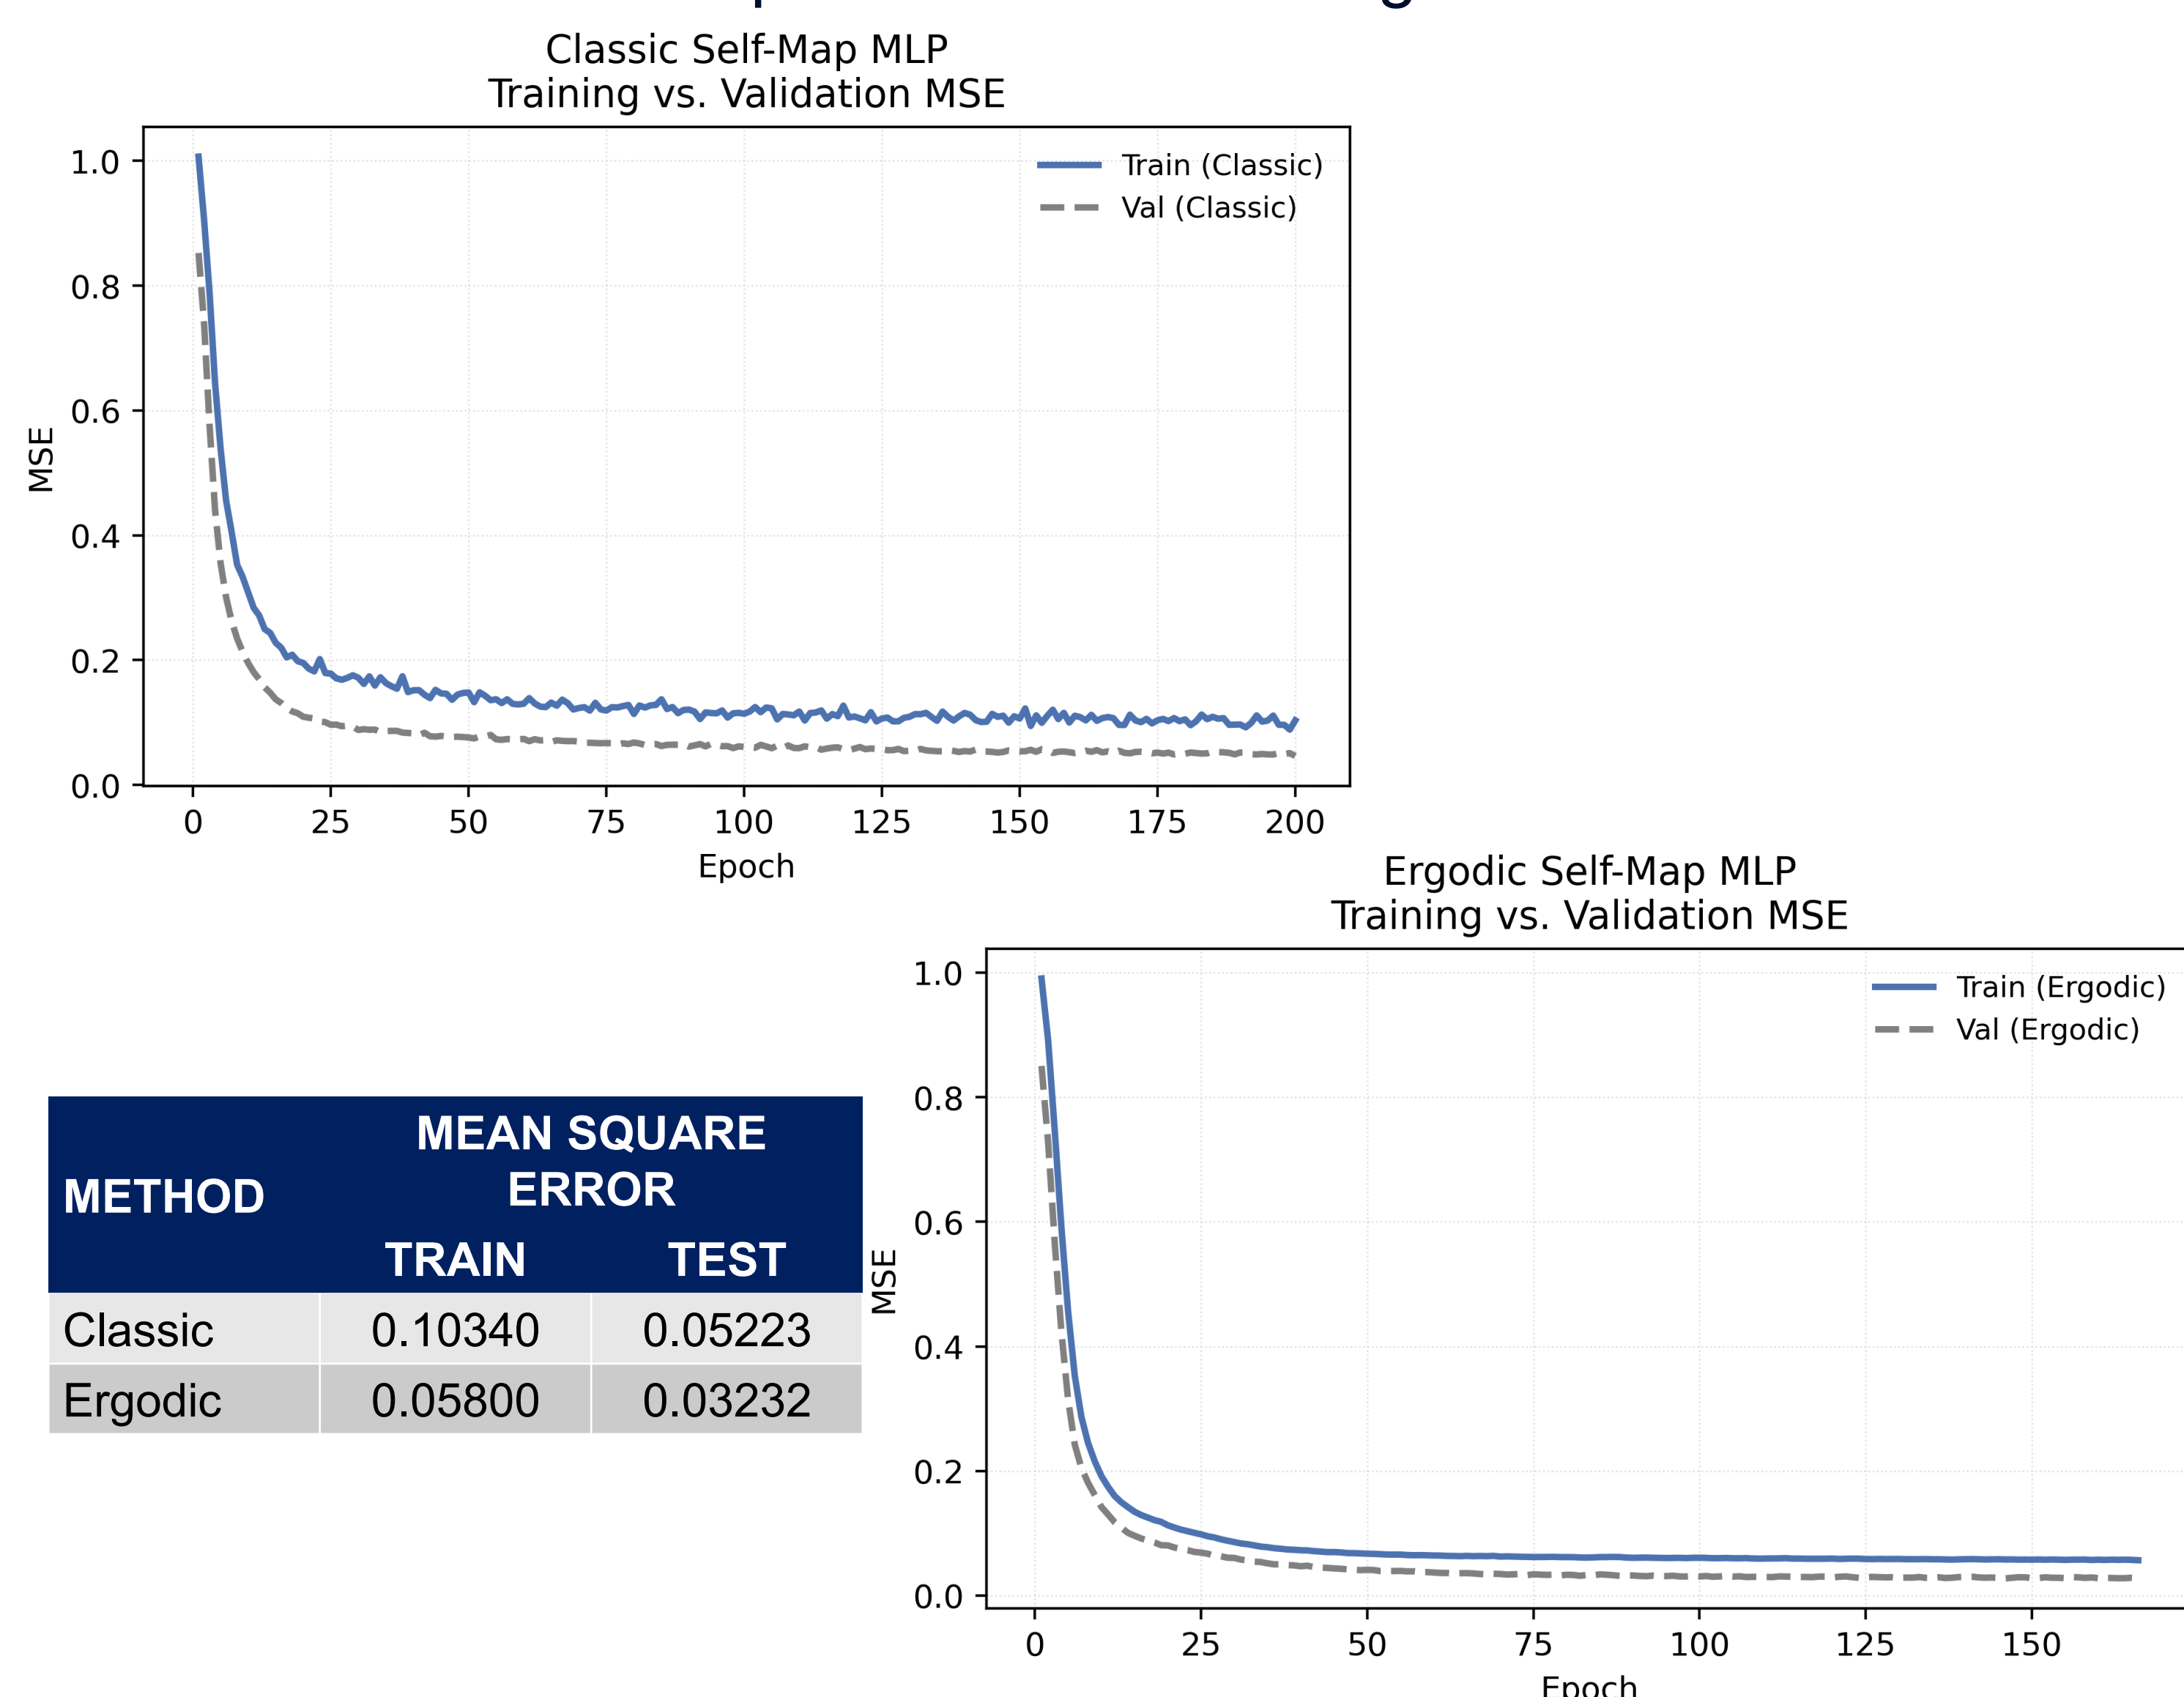 Classic Self-Map MLP
Training vs. Validation MSE
1.0
0.8
0.6
0.4
0.2
0.0
MSE
Train (Classic)
Val (Classic)
0 25 50 75 100 125 150 175 200
Epoch
Ergodic Self-Map MLP
Training vs. Validation MSE
1.0
0.8
0.6
0.4
0.2
0.0
MSE
Train (Ergodic)
Val (Ergodic)
0 25 50 75 100 125 150
Epoch
METHOD
MEAN SQUARE
ERROR
TRAIN TEST
Classic 0.10340 0.05223
Ergodic 0.05800 0.03232